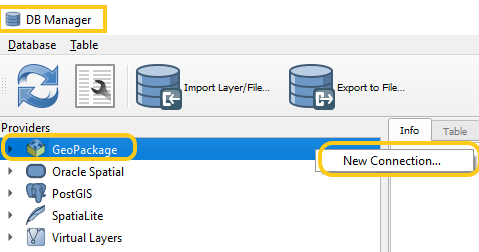 DB Manager
Database Table
Import Layer/File... Export to File...
Providers
Info Table
GeoPackage
New Connection...
Oracle Spatial
PostGIS
SpatiaLite
Virtual Layers